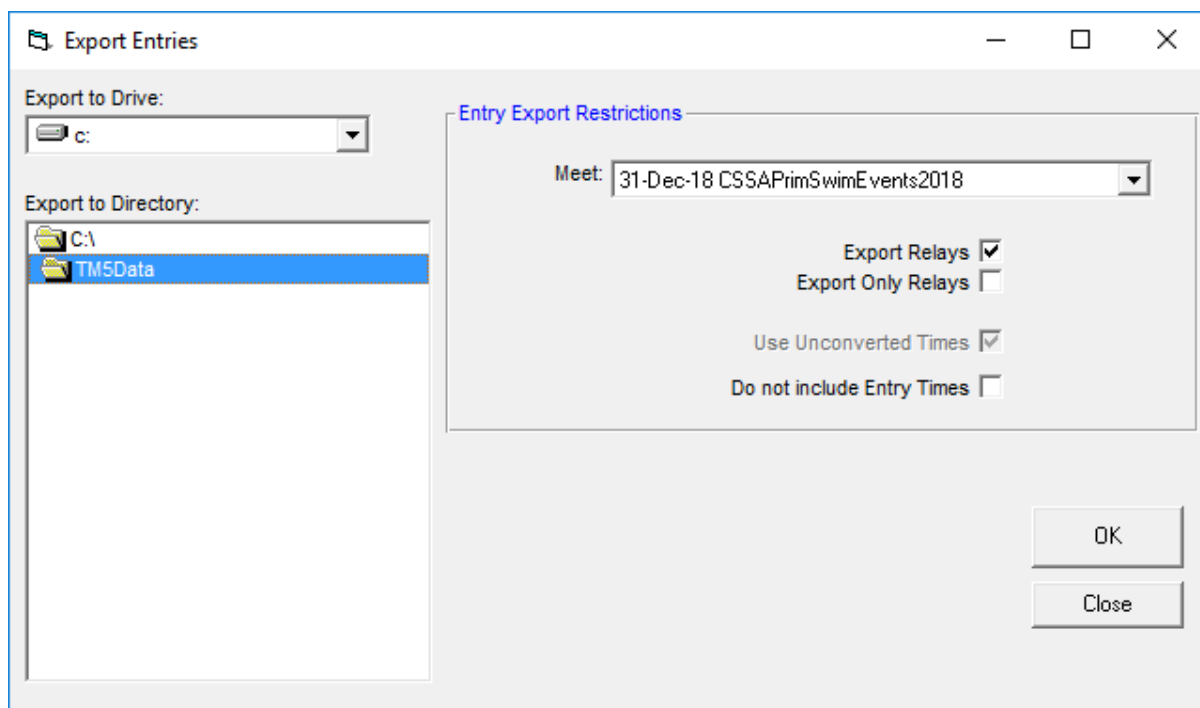 Export Entries
Export to Drive:
c:
Export to Directory:
C:\
TM5Data
Entry Export Restrictions
Meet: 31-Dec-18 CSSAPrimSwimEvents2018
Export Relays
Export Only Relays
Use Unconverted Times
Do not include Entry Times
OK
Close